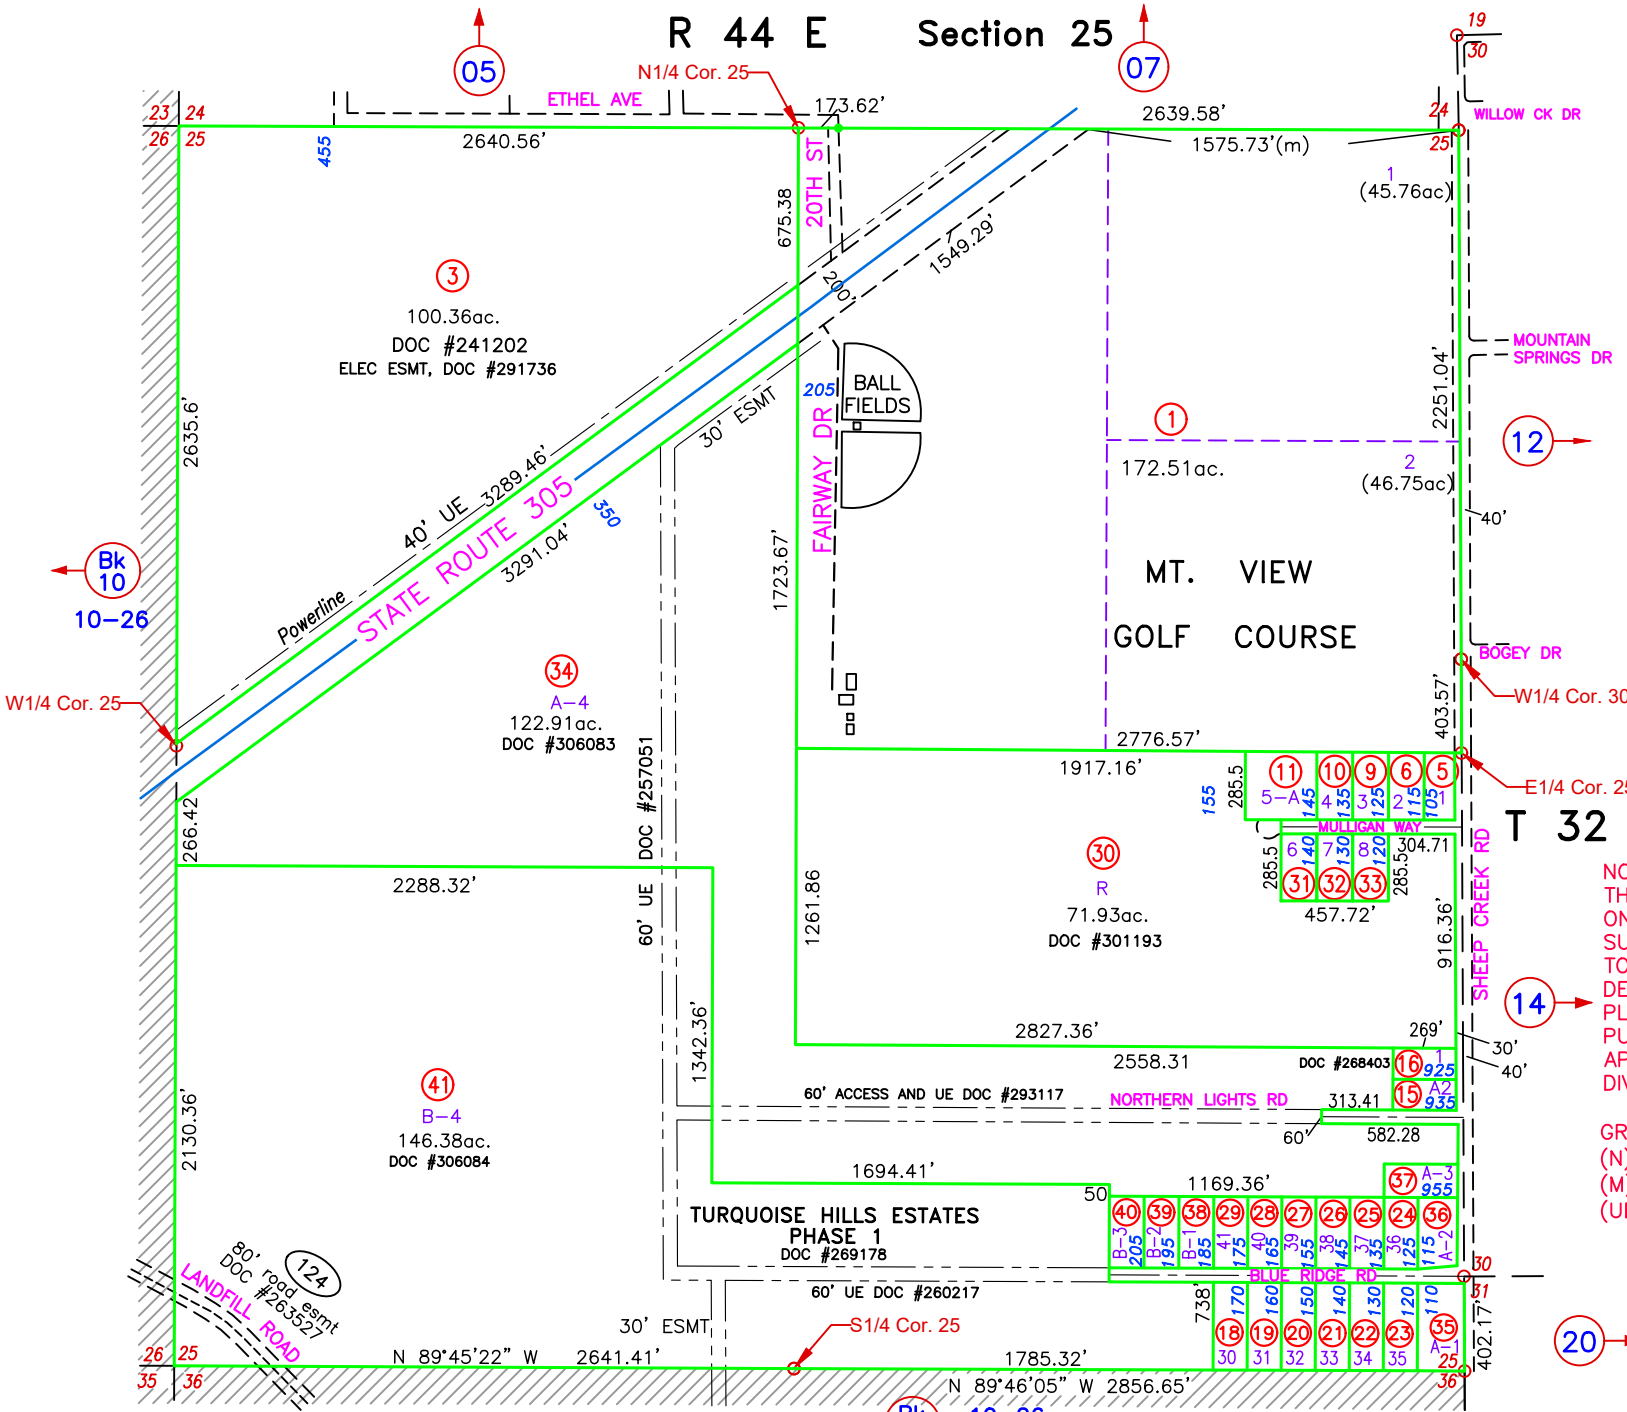 R 44 E Section 25
05
07
19
30
N1/4 Cor. 25
ETHEL AVE
173.62'
2639.58'
WILLOW CK DR
23 24
26 25
24
25
455
2640.56'
1575.73'(m)
20TH ST
675.38
1
(45.76ac)
1549.29'
200'
3
100.36ac.
DOC #241202
ELEC ESMT, DOC #291736
MOUNTAIN
SPRINGS DR
205
BALL
FIELDS
FAIRWAY DR
30' ESMT
2251.04'
1
172.51ac.
2
(46.75ac)
12
2635.6'
40' UE
3289.46'
STATE ROUTE 305
350
3291.04'
Powerline
40'
1723.67'
Bk
10
10-26
MT. VIEW
GOLF COURSE
BOGEY DR
34
A-4
122.91ac.
DOC #306083
W1/4 Cor. 25
W1/4 Cor. 30
403.57'
2776.57'
1917.16'
60' UE DOC #257051
155
285.5
11
10
9
6
5
5-A
4
3
2
1
145
135
125
115
105
E1/4 Cor. 25
T 32
MULLIGAN WAY
304.71
266.42
285.5
6
7
8
140
130
120
31
32
33
285.5
457.72'
30
R
71.93ac.
DOC #301193
SHEEP CREEK RD
2288.32'
1261.86
916.36'
14
2827.36'
269'
30'
40'
2558.31
DOC #268403
16
1
925
15
A2
935
1342.36'
60' ACCESS AND UE DOC #293117
NORTHERN LIGHTS RD
313.41
60'
582.28
41
B-4
146.38ac.
DOC #306084
2130.36'
1694.41'
1169.36'
50
37
A-3
955
TURQUOISE HILLS ESTATES
PHASE 1
DOC #269178
40
39
38
29
28
27
26
25
24
36
B-3
B-2
B-1
41
40
39
38
37
36
A-2
205
195
185
175
165
155
145
135
125
115
BLUE RIDGE RD
30
31
60' UE DOC #260217
738'
170
160
150
140
130
120
110
18
19
20
21
22
23
35
30
31
32
33
34
35
A-1
402.17'
20
80' road esmt
DOC #263527
124
LANDFILL ROAD
30' ESMT
S1/4 Cor. 25
26 25
35 36
N 89°45'22" W 2641.41'
1785.32'
25
36
N 89°46'05" W 2856.65'